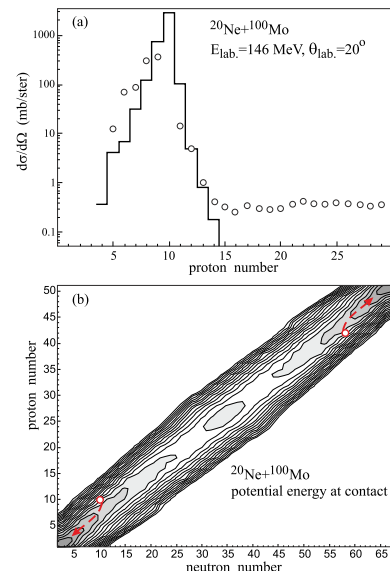 (a)
²⁰Ne+¹⁰⁰Mo
E_lab.=146 MeV, θ_lab.=20°
dσ/dΩ (mb/ster)
1000
100
10
1
0.1
5 10 15 20 25
proton number
(b)
proton number
50
45
40
35
30
25
20
15
10
5
²⁰Ne+¹⁰⁰Mo
potential energy at contact
5 10 15 20 25 30 35 40 45 50 55 60 65
neutron number